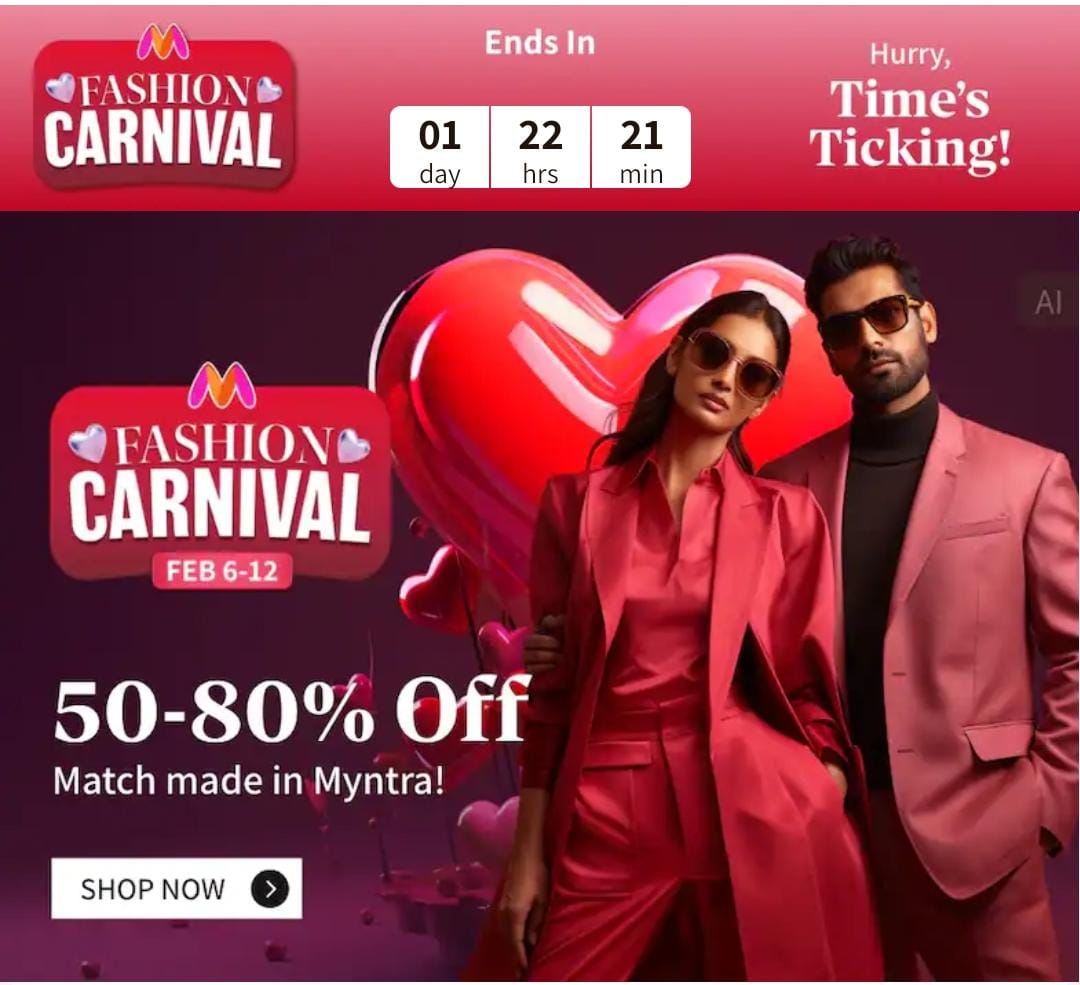 FASHION
CARNIVAL
Ends In
01 22 21
day hrs min
Hurry,
Time's
Ticking!
AI
FASHION
CARNIVAL
FEB 6-12
50-80% Off
Match made in Myntra!
SHOP NOW